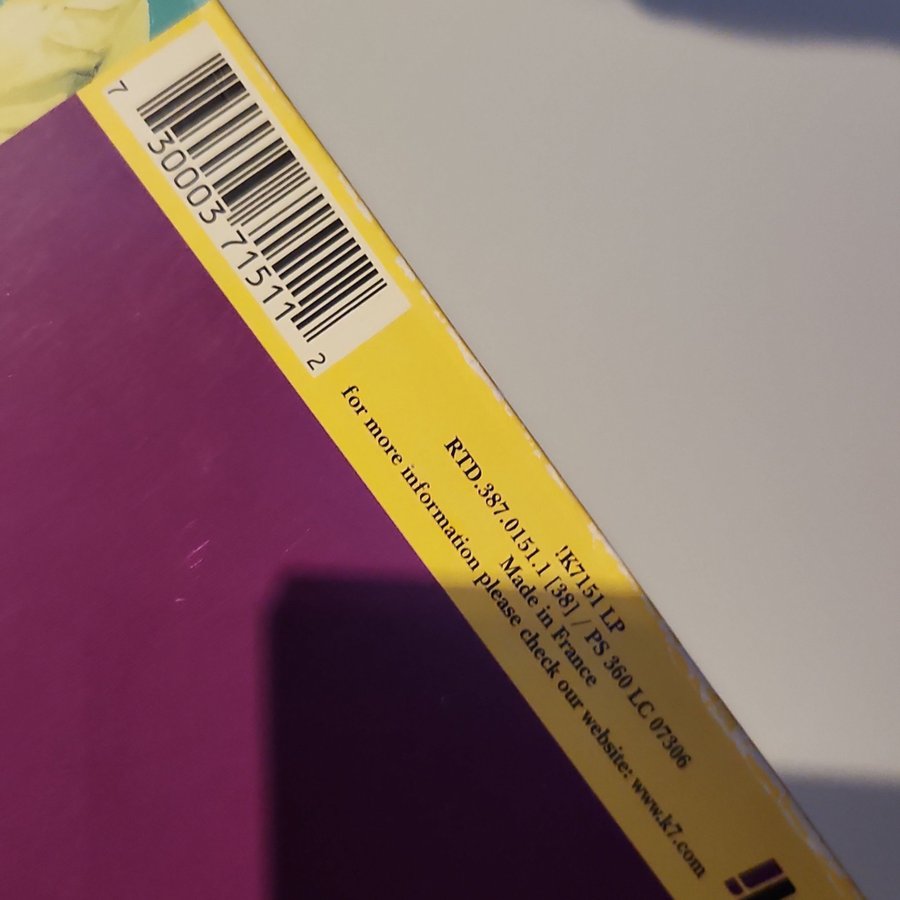 7 30003 71511 2
!K7151 LP
RTD.387.0151.1 [38] / PS 360 LC 07306
Made in France
for more information please check our website: www.k7.com